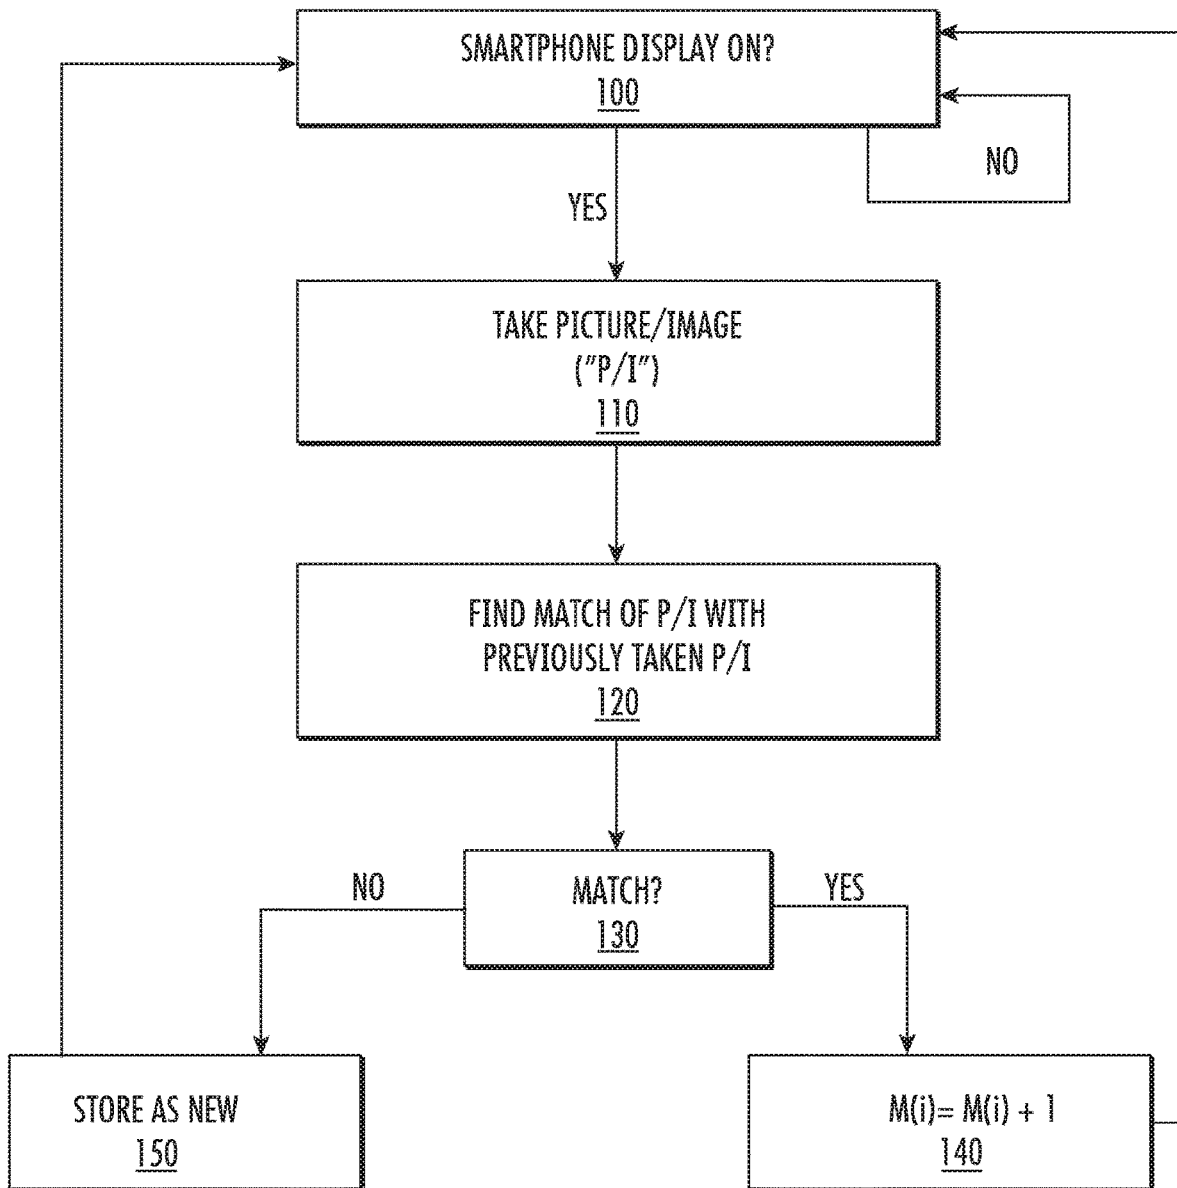 SMARTPHONE DISPLAY ON?
100
NO
YES
TAKE PICTURE/IMAGE
("P/I")
110
FIND MATCH OF P/I WITH
PREVIOUSLY TAKEN P/I
120
NO
MATCH?
130
YES
STORE AS NEW
150
M(i)= M(i) + 1
140